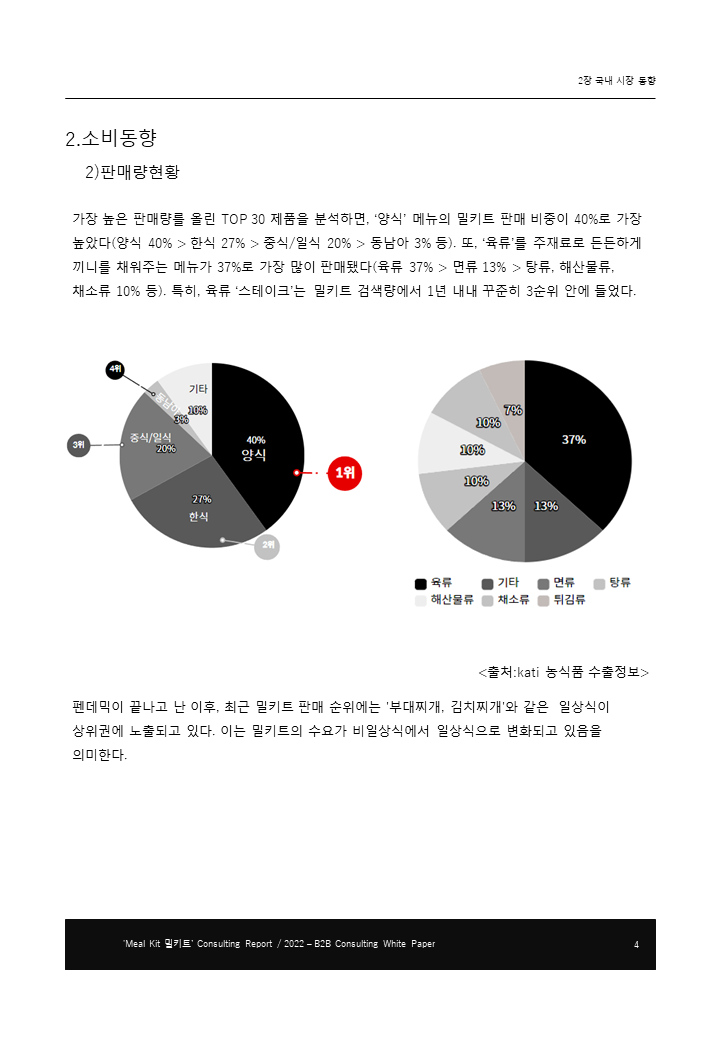 2장 국내 시장 동향
2.소비동향
2)판매량현황
가장 높은 판매량를 올린 TOP 30 제품을 분석하면, ‘양식’ 메뉴의 밀키트 판매 비중이 40%로 가장
높았다(양식 40% > 한식 27% > 중식/일식 20% > 동남아 3% 등). 또, ‘육류’를 주재료로 든든하게
끼니를 채워주는 메뉴가 37%로 가장 많이 판매됐다(육류 37% > 면류 13% > 탕류, 해산물류,
채소류 10% 등). 특히, 육류 ‘스테이크’는 밀키트 검색량에서 1년 내내 꾸준히 3순위 안에 들었다.
4위
기타
10%
동남아
3%
3위
중식/일식
20%
40%
양식
1위
27%
한식
2위
7%
10%
37%
10%
10%
13%
13%
육류 기타 면류 탕류
해산물류 채소류 튀김류
<출처:kati 농식품 수출정보>
펜데믹이 끝나고 난 이후, 최근 밀키트 판매 순위에는 '부대찌개, 김치찌개'와 같은 일상식이
상위권에 노출되고 있다. 이는 밀키트의 수요가 비일상식에서 일상식으로 변화되고 있음을
의미한다.
'Meal Kit 밀키트' Consulting Report / 2022 – B2B Consulting White Paper
4